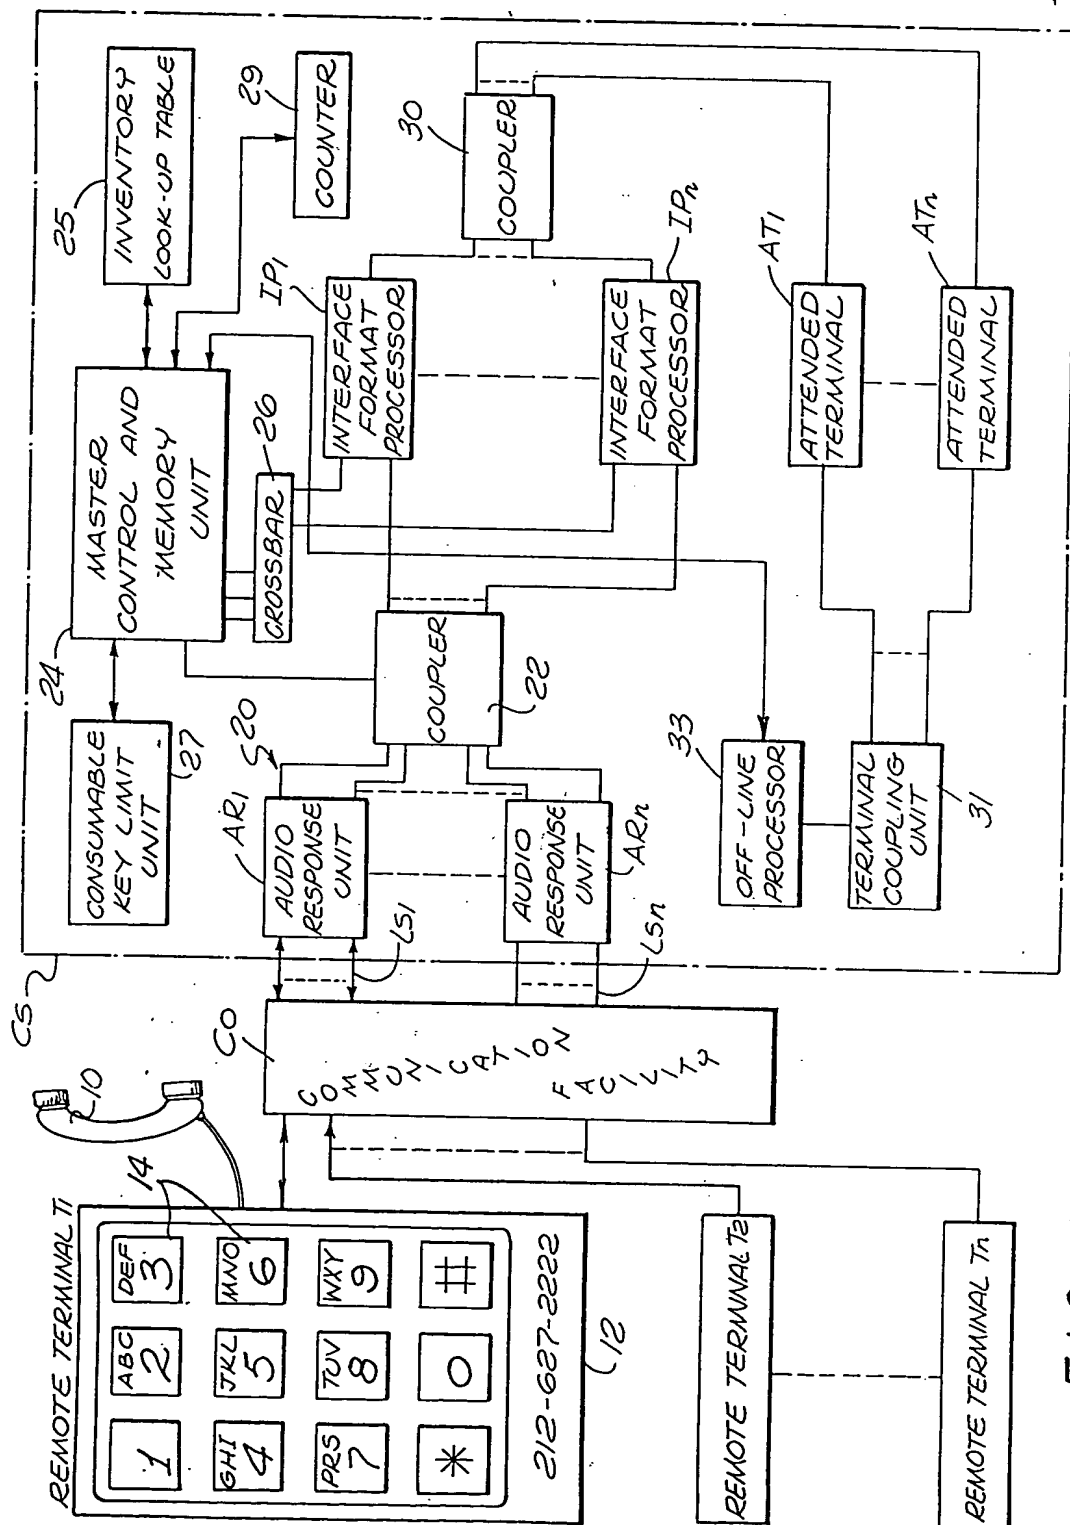 REMOTE TERMINAL T1
1
ABC
2
DEF
3
GHI
4
JKL
5
MNO
6
PRS
7
TUV
8
WXY
9
*
0
#
212-627-2222
12
14
10
REMOTE TERMINAL T2
REMOTE TERMINAL Tn
CO
COMMUNICATION
FACILITY
CS
LS1
LSn
CONSUMABLE
KEY LIMIT
UNIT
27
AR1
AUDIO
RESPONSE
UNIT
20
AUDIO
RESPONSE
UNIT
ARn
24
MASTER
CONTROL AND
MEMORY
UNIT
COUPLER
22
CROSSBAR
26
25
INVENTORY
LOOK-UP TABLE
29
COUNTER
IP1
INTERFACE
FORMAT
PROCESSOR
INTERFACE
FORMAT
PROCESSOR
IPn
30
COUPLER
33
OFF-LINE
PROCESSOR
TERMINAL
COUPLING
UNIT
31
AT1
ATTENDED
TERMINAL
ATn
ATTENDED
TERMINAL